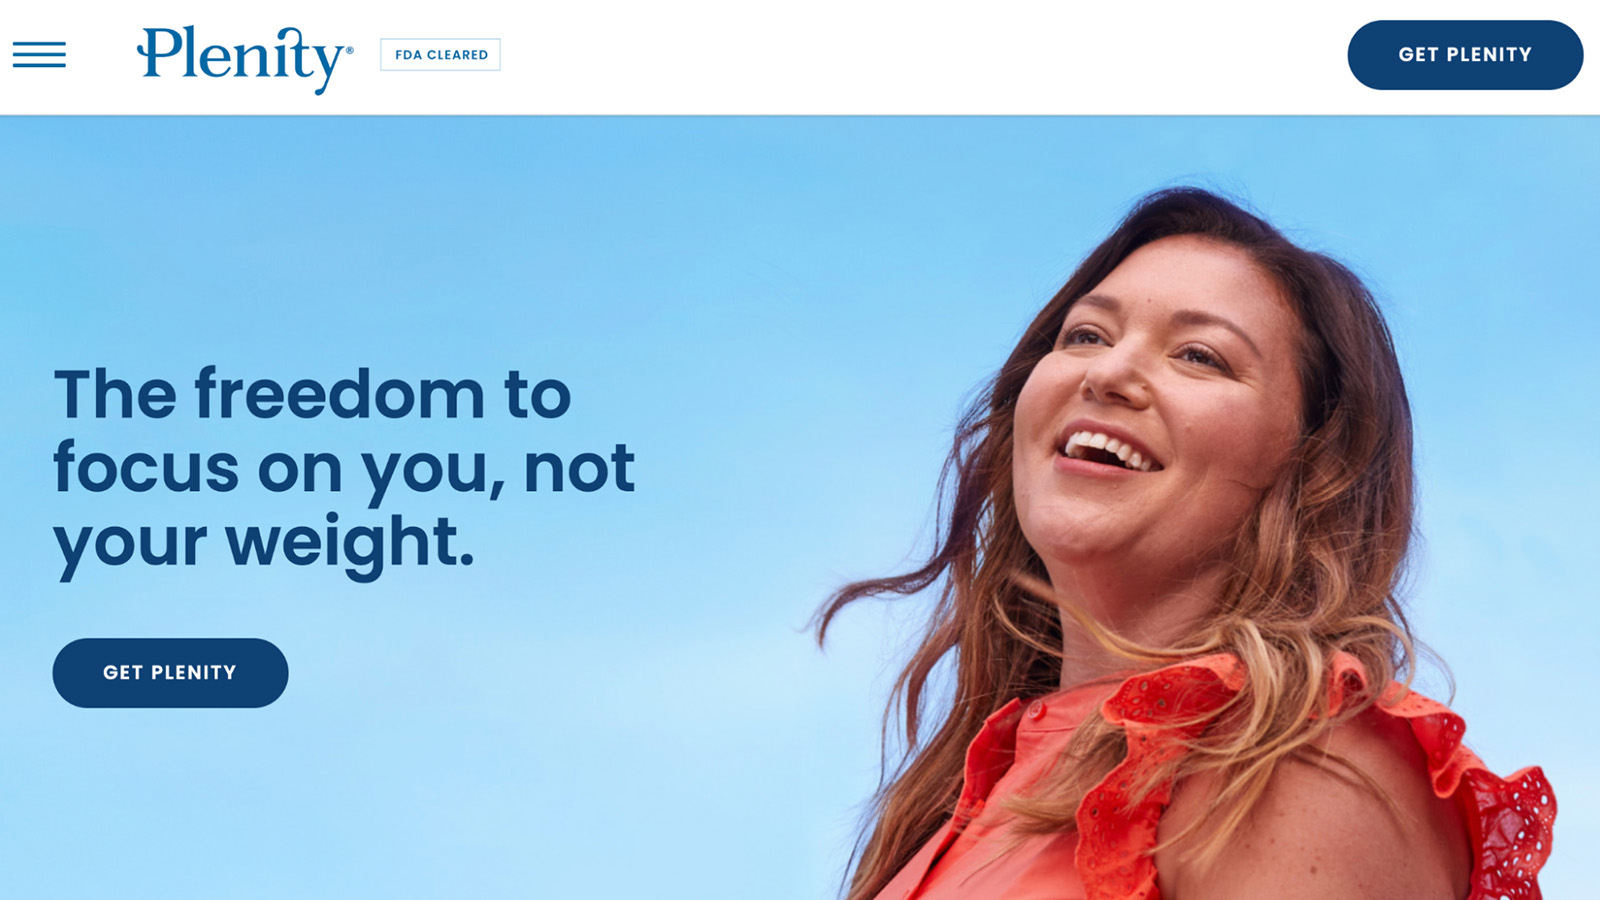 Plenity®
FDA CLEARED
GET PLENITY
The freedom to
focus on you, not
your weight.
GET PLENITY